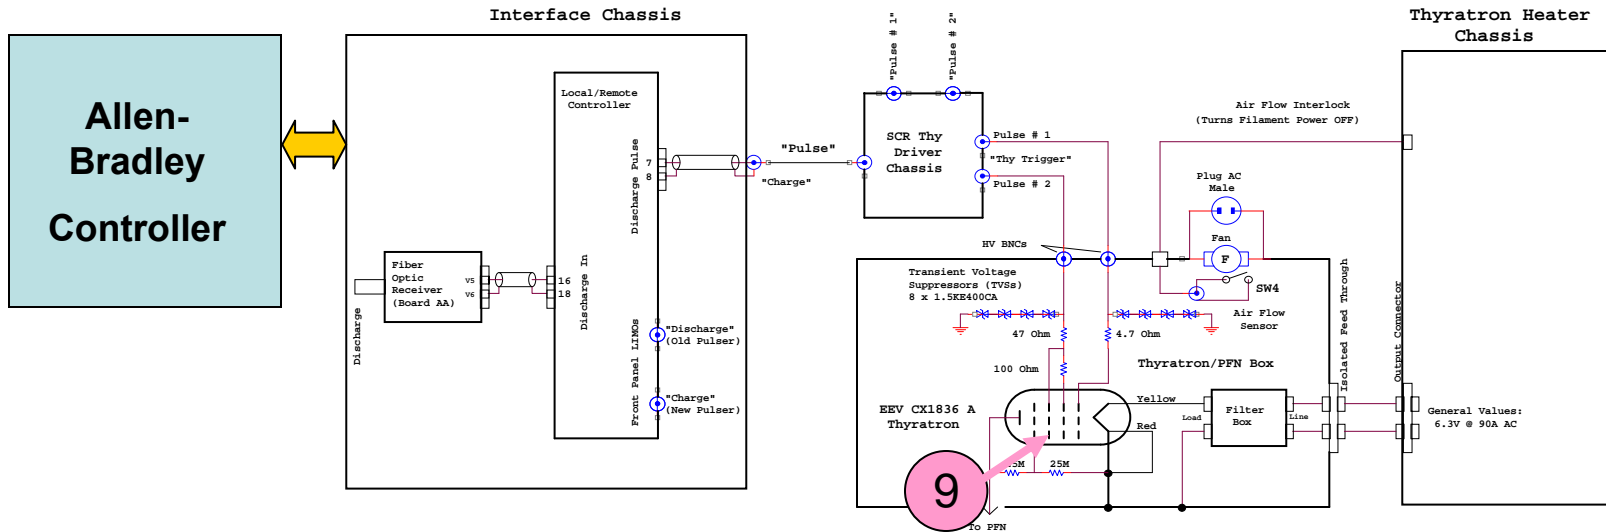 Interface Chassis
Thyratron Heater
Chassis
Allen-
Bradley
Controller
Local/Remote
Controller
Discharge Pulse
7
8
"Charge"
"Pulse"
Fiber
Optic
Receiver
(Board AA)
V5
V6
Discharge
16
18
Discharge In
Front Panel LIMOs
"Discharge"
(Old Pulser)
"Charge"
(New Pulser)
"Pulse # 1"
"Pulse # 2"
SCR Thy
Driver
Chassis
Pulse # 1
"Thy Trigger"
Pulse # 2
Air Flow Interlock
(Turns Filament Power OFF)
Plug AC
Male
Fan
F
SW4
Air Flow
Sensor
HV BNCs
Transient Voltage
Suppressors (TVSs)
8 x 1.5KE400CA
47 Ohm
4.7 Ohm
100 Ohm
Thyratron/PFN Box
EEV CX1836 A
Thyratron
Yellow
Red
Load
Filter
Box
Line
Isolated Feed Through
Output Connector
General Values:
6.3V @ 90A AC
25M
9
To PFN